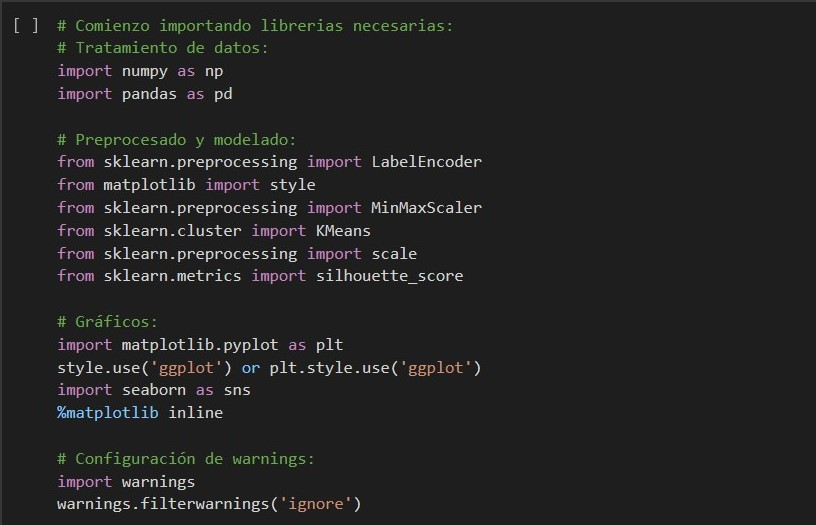 [ ] # Comienzo importando librerias necesarias:
# Tratamiento de datos:
import numpy as np
import pandas as pd
# Preprocesado y modelado:
from sklearn.preprocessing import LabelEncoder
from matplotlib import style
from sklearn.preprocessing import MinMaxScaler
from sklearn.cluster import KMeans
from sklearn.preprocessing import scale
from sklearn.metrics import silhouette_score
# Gráficos:
import matplotlib.pyplot as plt
style.use('ggplot') or plt.style.use('ggplot')
import seaborn as sns
%matplotlib inline
# Configuración de warnings:
import warnings
warnings.filterwarnings('ignore')